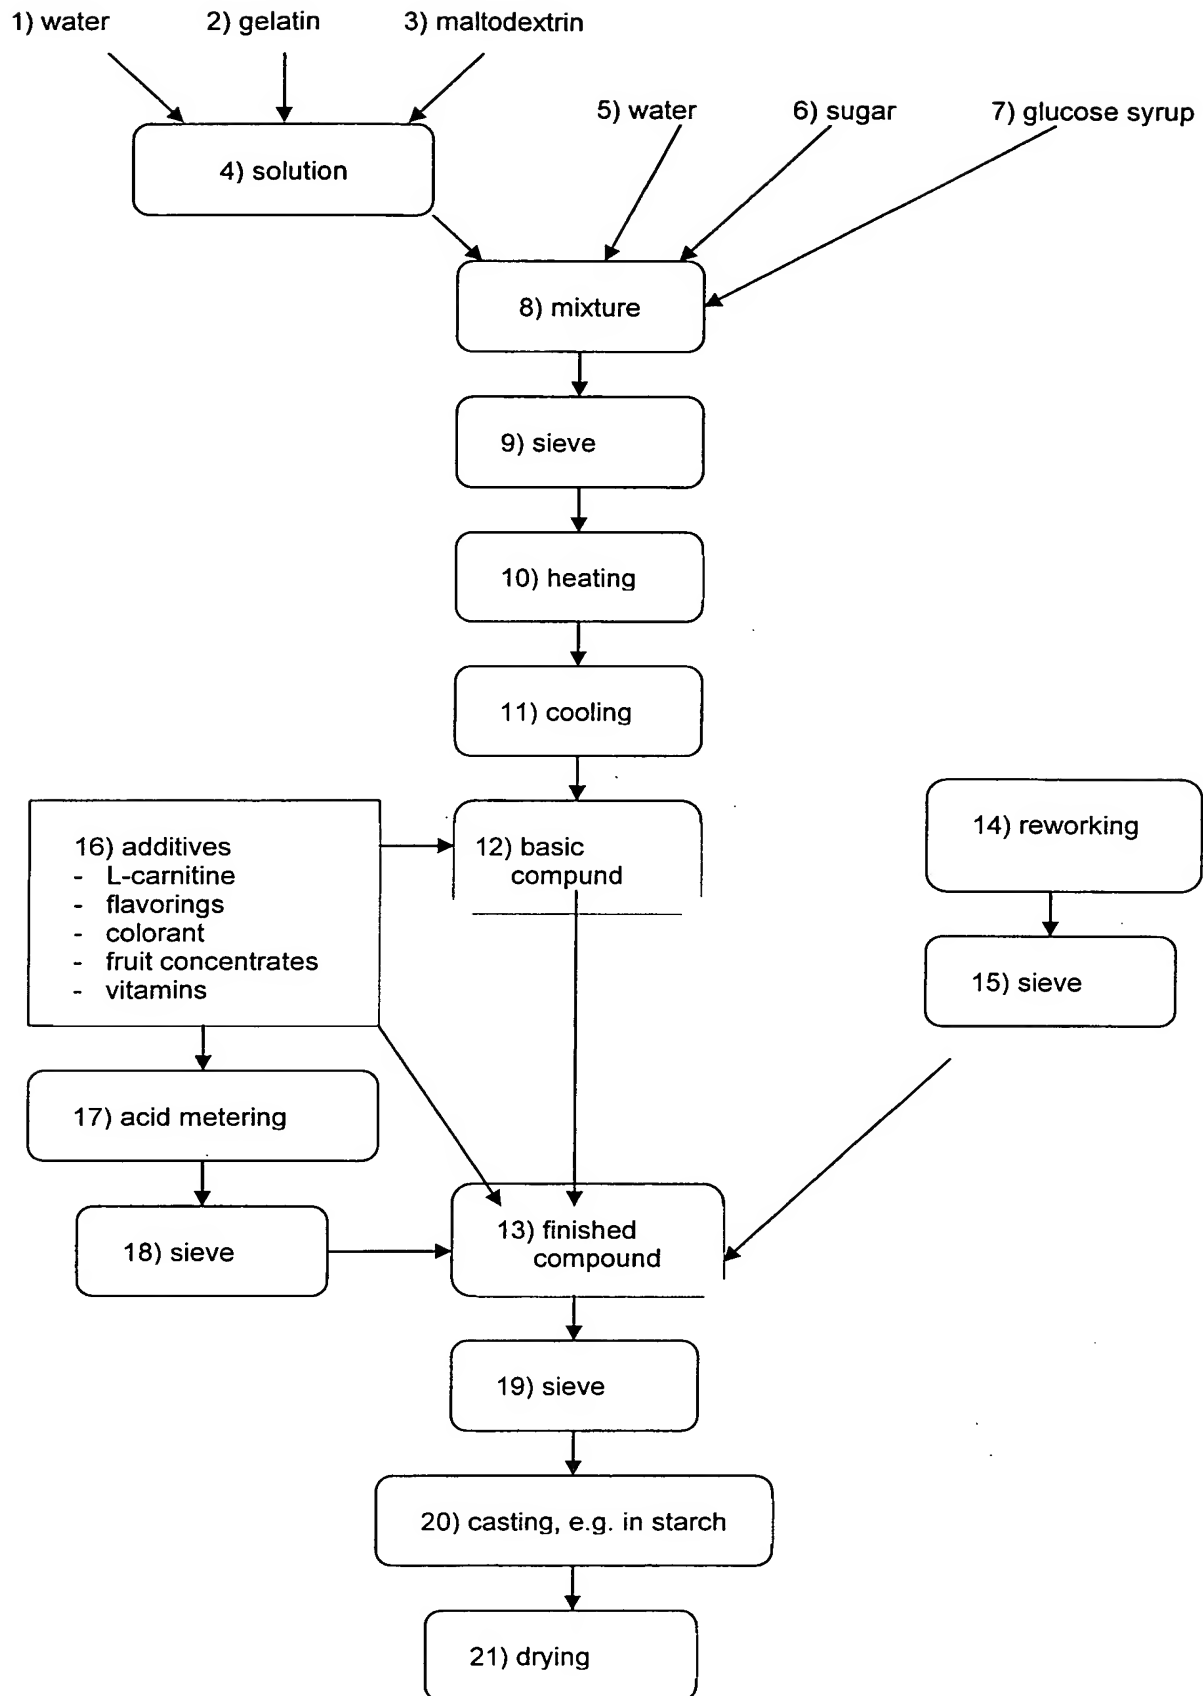 1) water
2) gelatin
3) maltodextrin
4) solution
5) water
6) sugar
7) glucose syrup
8) mixture
9) sieve
10) heating
11) cooling
12) basic
compund
14) reworking
15) sieve
16) additives
- L-carnitine
- flavorings
- colorant
- fruit concentrates
- vitamins
17) acid metering
18) sieve
13) finished
compound
19) sieve
20) casting, e.g. in starch
21) drying